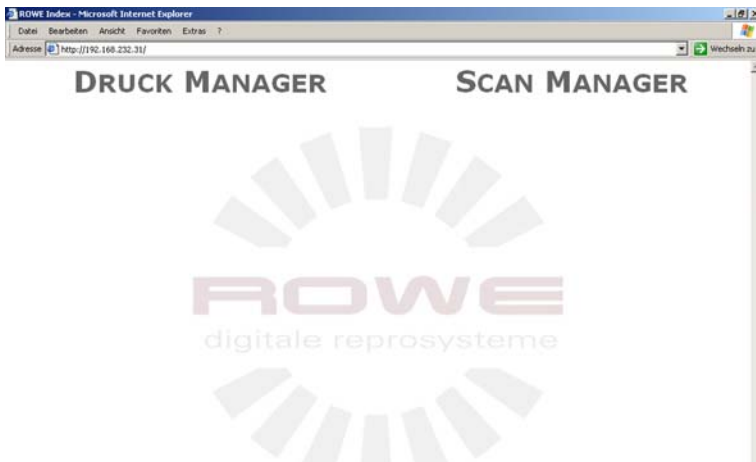 ROWE Index - Microsoft Internet Explorer
Datei Bearbeiten Ansicht Favoriten Extras ?
Adresse http://192.168.232.31/ Wechseln zu
DRUCK MANAGER SCAN MANAGER
ROWE
digitale reprosysteme